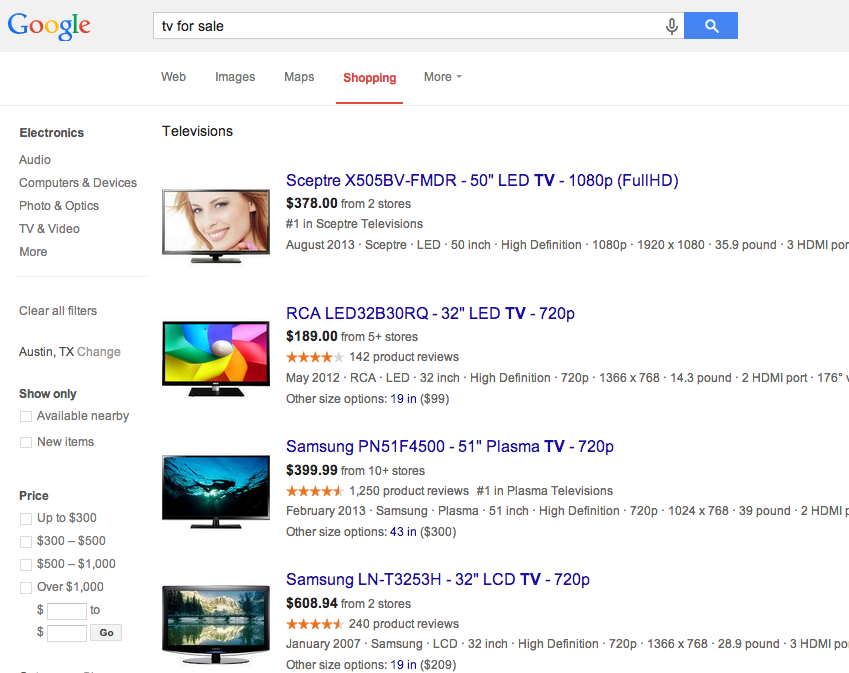 Google
tv for sale
Web Images Maps Shopping More
Electronics
Audio
Computers & Devices
Photo & Optics
TV & Video
More
Clear all filters
Austin, TX Change
Show only
Available nearby
New items
Price
Up to $300
$300 – $500
$500 – $1,000
Over $1,000
$ to
$ Go
Televisions
Sceptre X505BV-FMDR - 50" LED TV - 1080p (FullHD)
$378.00 from 2 stores
#1 in Sceptre Televisions
August 2013 · Sceptre · LED · 50 inch · High Definition · 1080p · 1920 x 1080 · 35.9 pound · 3 HDMI por
RCA LED32B30RQ - 32" LED TV - 720p
$189.00 from 5+ stores
142 product reviews
May 2012 · RCA · LED · 32 inch · High Definition · 720p · 1366 x 768 · 14.3 pound · 2 HDMI port · 176° v
Other size options: 19 in ($99)
Samsung PN51F4500 - 51" Plasma TV - 720p
$399.99 from 10+ stores
1,250 product reviews #1 in Plasma Televisions
February 2013 · Samsung · Plasma · 51 inch · High Definition · 720p · 1024 x 768 · 39 pound · 2 HDMI p
Other size options: 43 in ($300)
Samsung LN-T3253H - 32" LCD TV - 720p
$608.94 from 2 stores
240 product reviews
January 2007 · Samsung · LCD · 32 inch · High Definition · 720p · 1366 x 768 · 28.9 pound · 3 HDMI po
Other size options: 19 in ($209)